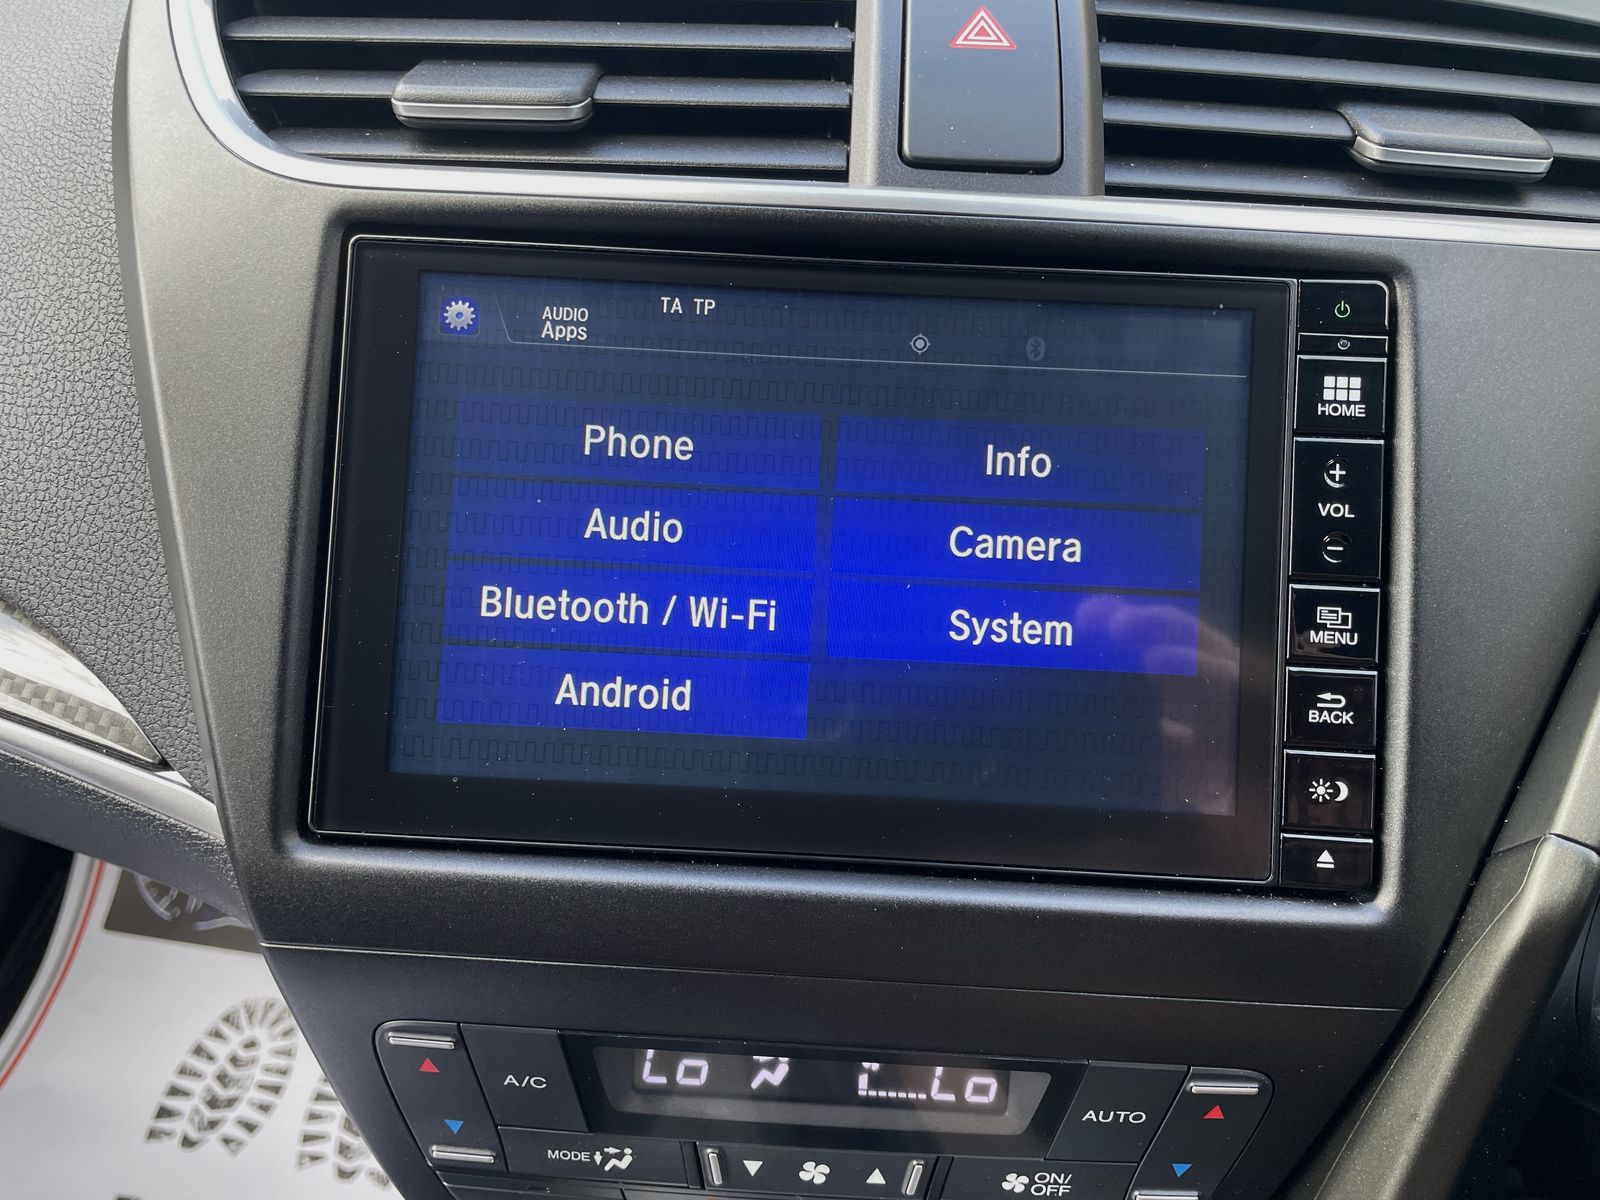 AUDIO
Apps
TA TP
Phone
Info
Audio
Camera
Bluetooth / Wi-Fi
System
Android
HOME
VOL
MENU
BACK
Lo
Lo
A/C
AUTO
MODE
ON/
OFF